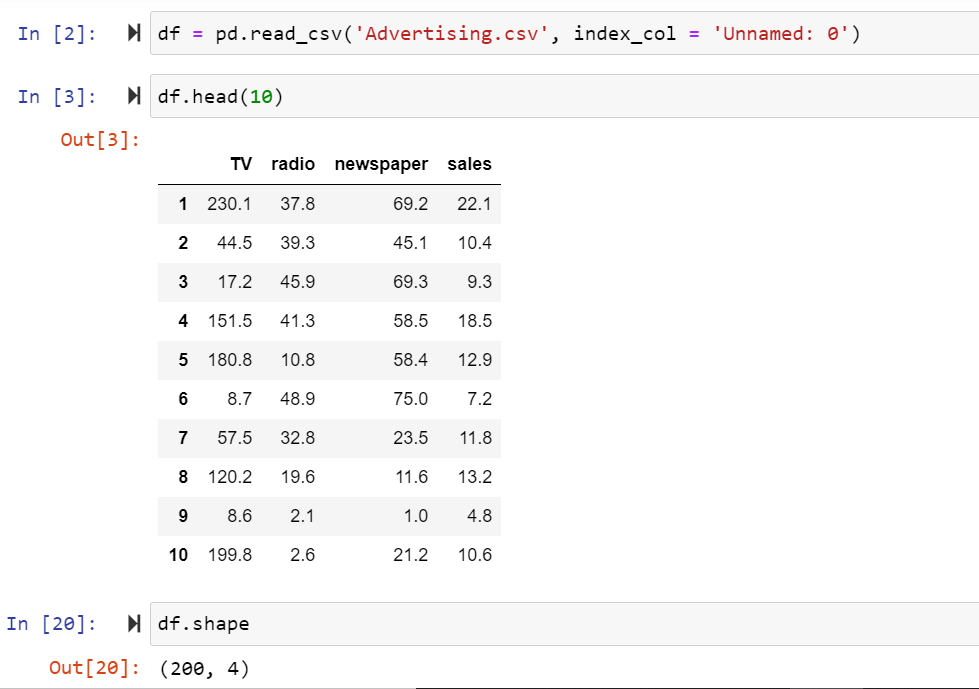 In [2]: df = pd.read_csv('Advertising.csv', index_col = 'Unnamed: 0')
In [3]: df.head(10)
Out[3]:
TV radio newspaper sales
1 230.1 37.8 69.2 22.1
2 44.5 39.3 45.1 10.4
3 17.2 45.9 69.3 9.3
4 151.5 41.3 58.5 18.5
5 180.8 10.8 58.4 12.9
6 8.7 48.9 75.0 7.2
7 57.5 32.8 23.5 11.8
8 120.2 19.6 11.6 13.2
9 8.6 2.1 1.0 4.8
10 199.8 2.6 21.2 10.6
In [20]: df.shape
Out[20]: (200, 4)